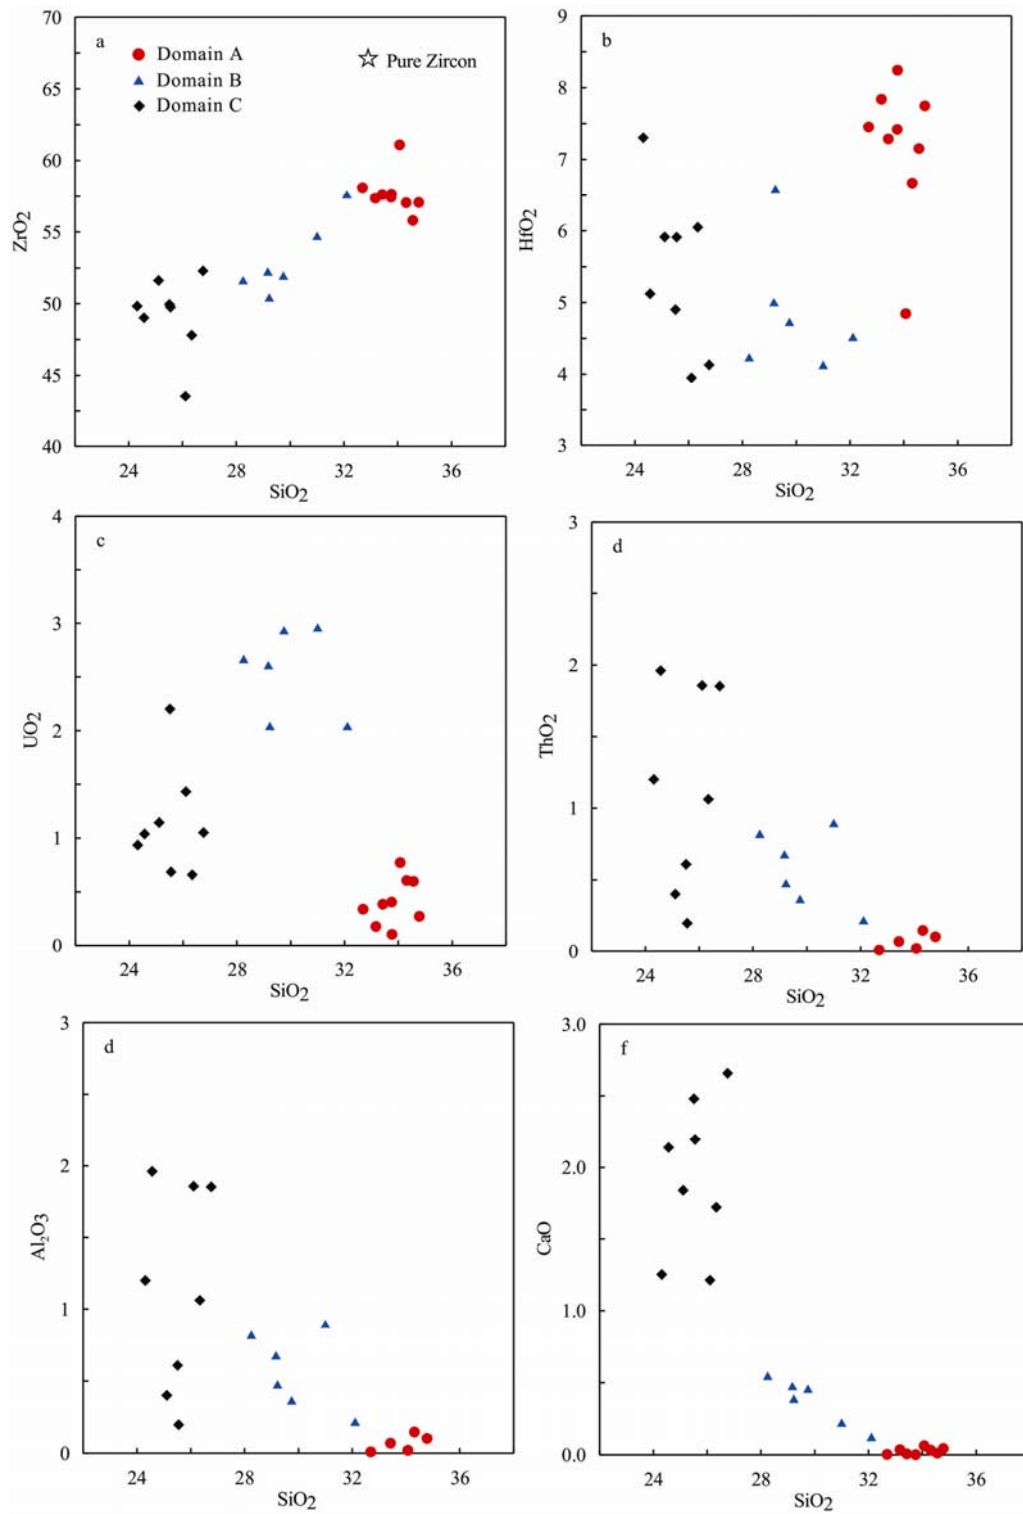 70
65
60
55
50
45
40
ZrO2
a
Domain A
Domain B
Domain C
Pure Zircon
24 28 32 36
SiO2
9
8
7
6
5
4
3
HfO2
b
24 28 32 36
SiO2
4
3
2
1
0
UO2
c
24 28 32 36
SiO2
3
2
1
0
ThO2
d
24 28 32 36
SiO2
3
2
1
0
Al2O3
d
24 28 32 36
SiO2
3.0
2.0
1.0
0.0
CaO
f
24 28 32 36
SiO2